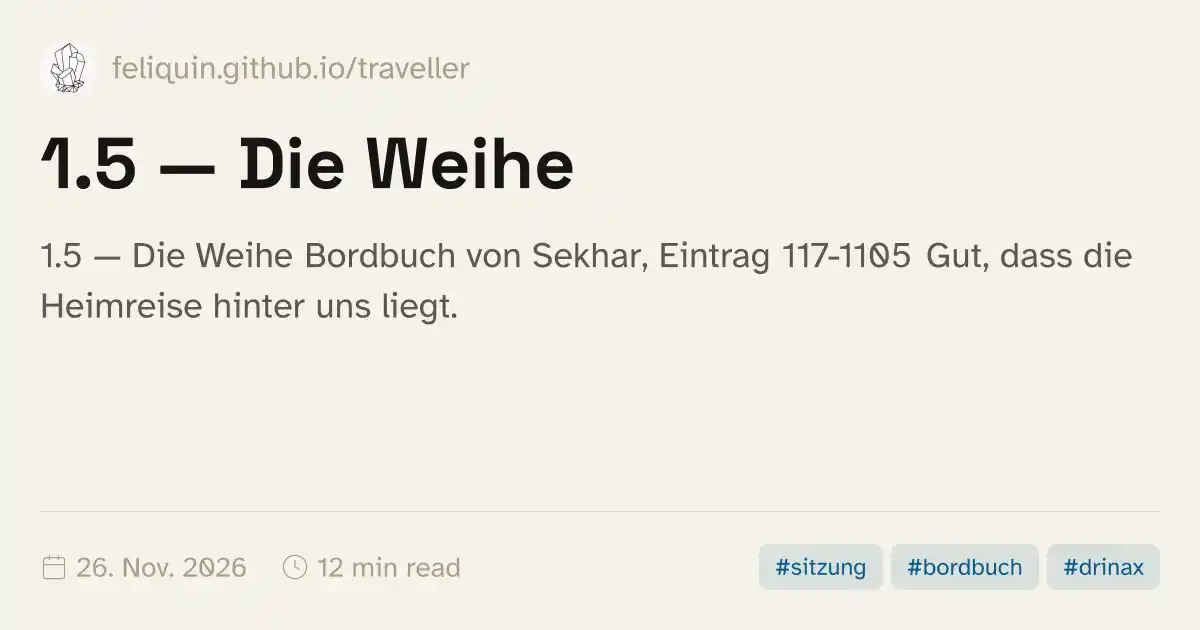 feliquin.github.io/traveller
1.5 — Die Weihe
1.5 — Die Weihe Bordbuch von Sekhar, Eintrag 117-1105 Gut, dass die
Heimreise hinter uns liegt.
26. Nov. 2026 12 min read #sitzung #bordbuch #drinax